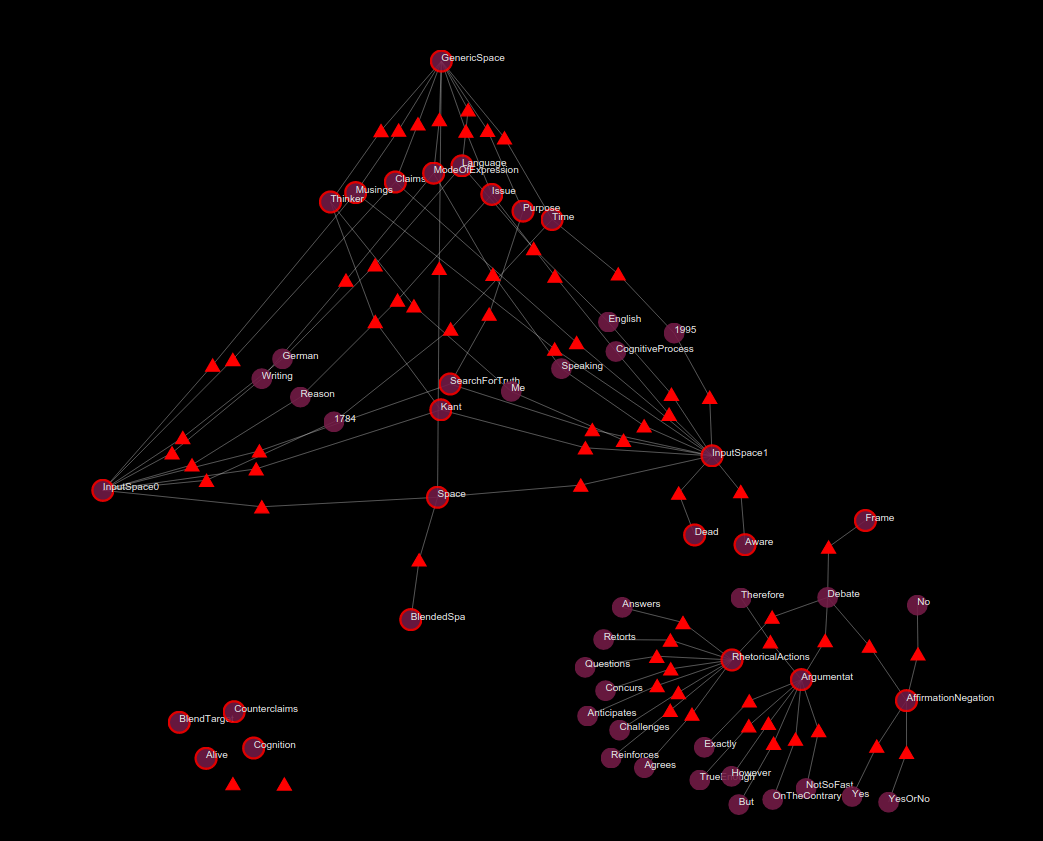 GenericSpace
Language
ModeOfExpression
Claims
Musings
Issue
Thinker
Purpose
Time
English
1995
CognitiveProcess
German
Speaking
Writing
SearchForTruth
Me
Reason
Kant
1784
InputSpace1
InputSpace0
Space
Frame
Dead
Aware
BlendedSpa
Therefore
Debate
No
Answers
Retorts
RhetoricalActions
Questions
Argumentat
Concurs
AffirmationNegation
Anticipates
Counterclaims
BlendTarget
Challenges
Exactly
Cognition
Alive
Reinforces
Agrees
However
TrueEnough
NotSoFast
OnTheContrary
Yes
But
YesOrNo